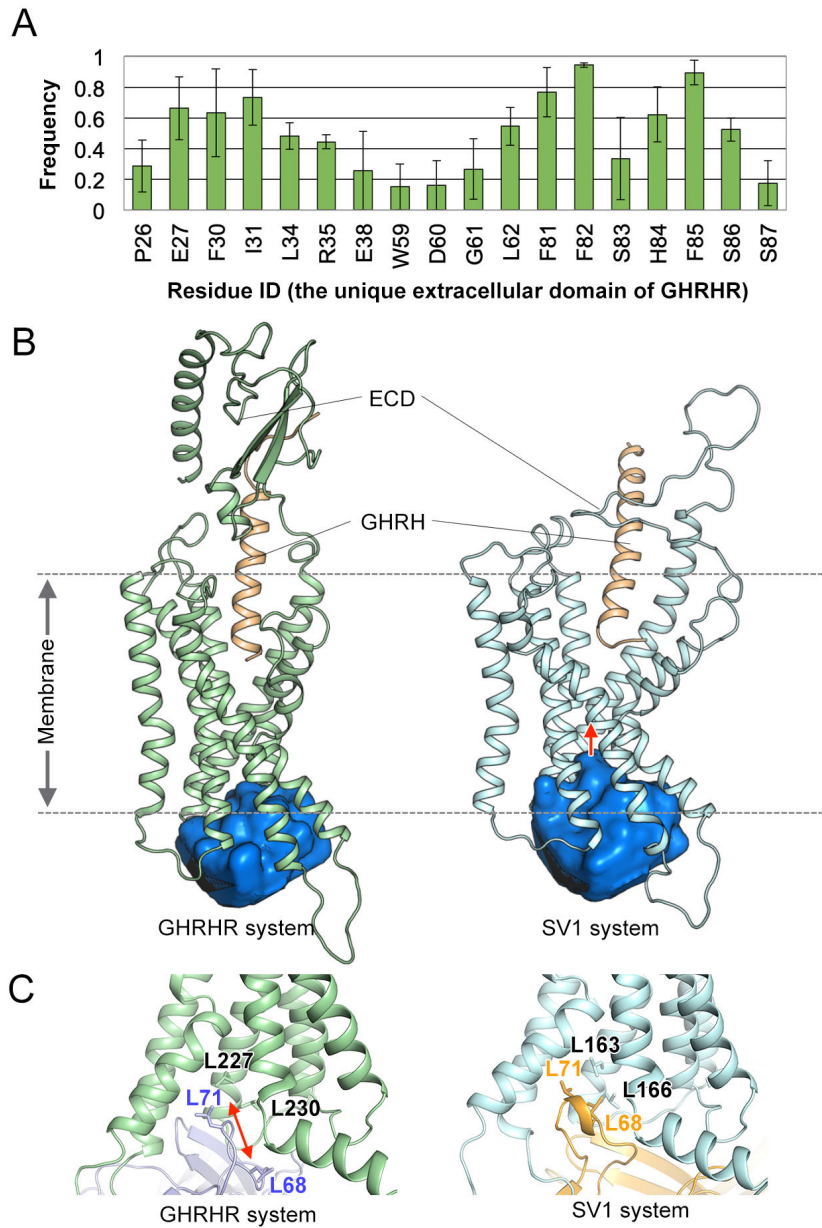 A
Frequency
1
0.8
0.6
0.4
0.2
0
P26 E27 F30 I31 L34 R35 E38 W59 D60 G61 L62 F81 F82 S83 H84 F85 S86 S87
Residue ID (the unique extracellular domain of GHRHR)
B
ECD
GHRH
Membrane
GHRHR system SV1 system
C
L227 L163
L71 L71
L230 L166
L68 L68
GHRHR system SV1 system